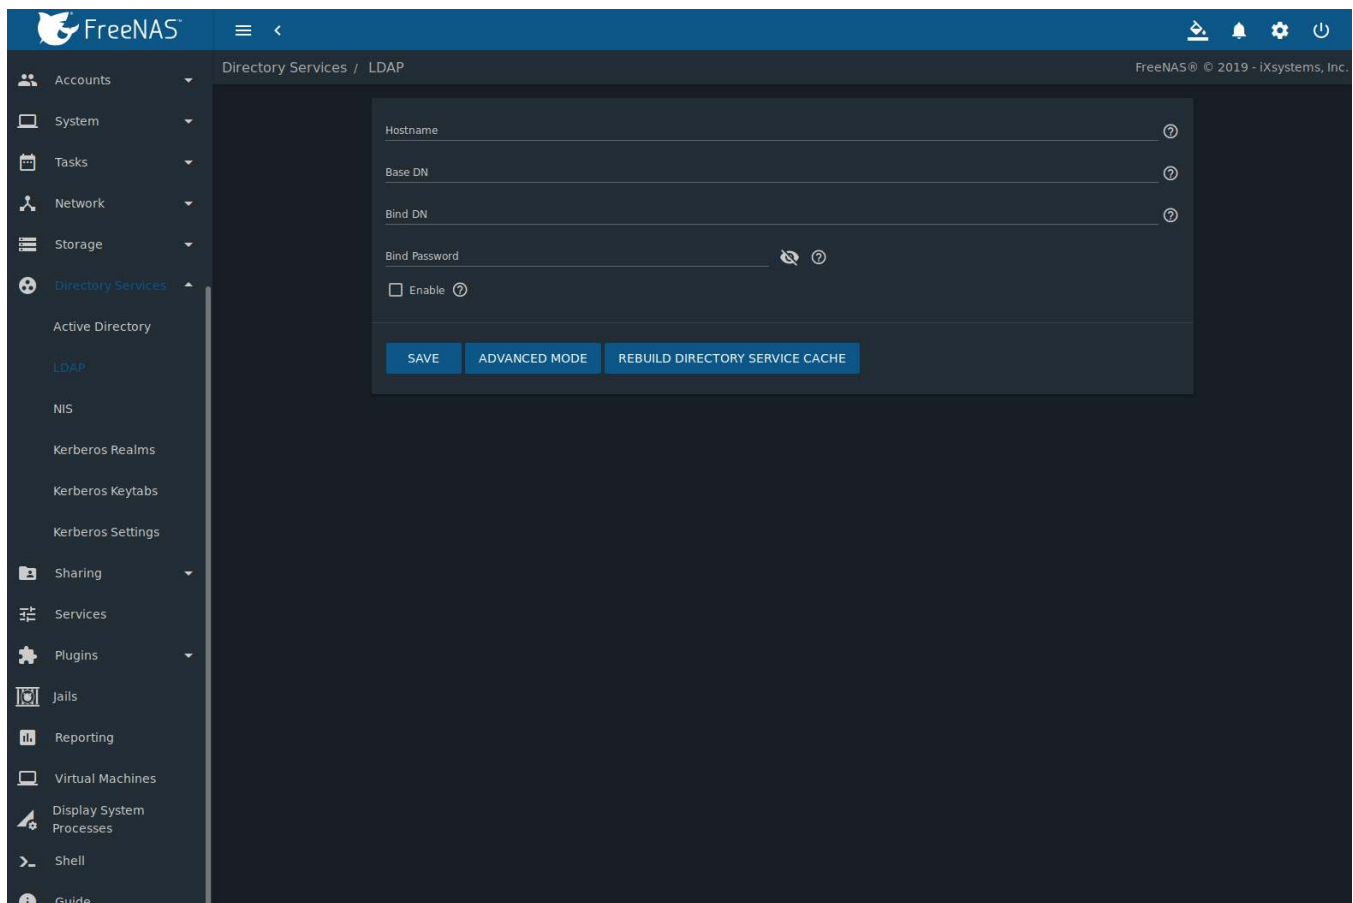 FreeNAS™
Directory Services / LDAP
FreeNAS® © 2019 - iXsystems, Inc.
Accounts
System
Tasks
Network
Storage
Directory Services
Active Directory
LDAP
NIS
Kerberos Realms
Kerberos Keytabs
Kerberos Settings
Sharing
Services
Plugins
Jails
Reporting
Virtual Machines
Display System
Processes
Shell
Guide
Hostname
Base DN
Bind DN
Bind Password
Enable
SAVE ADVANCED MODE REBUILD DIRECTORY SERVICE CACHE